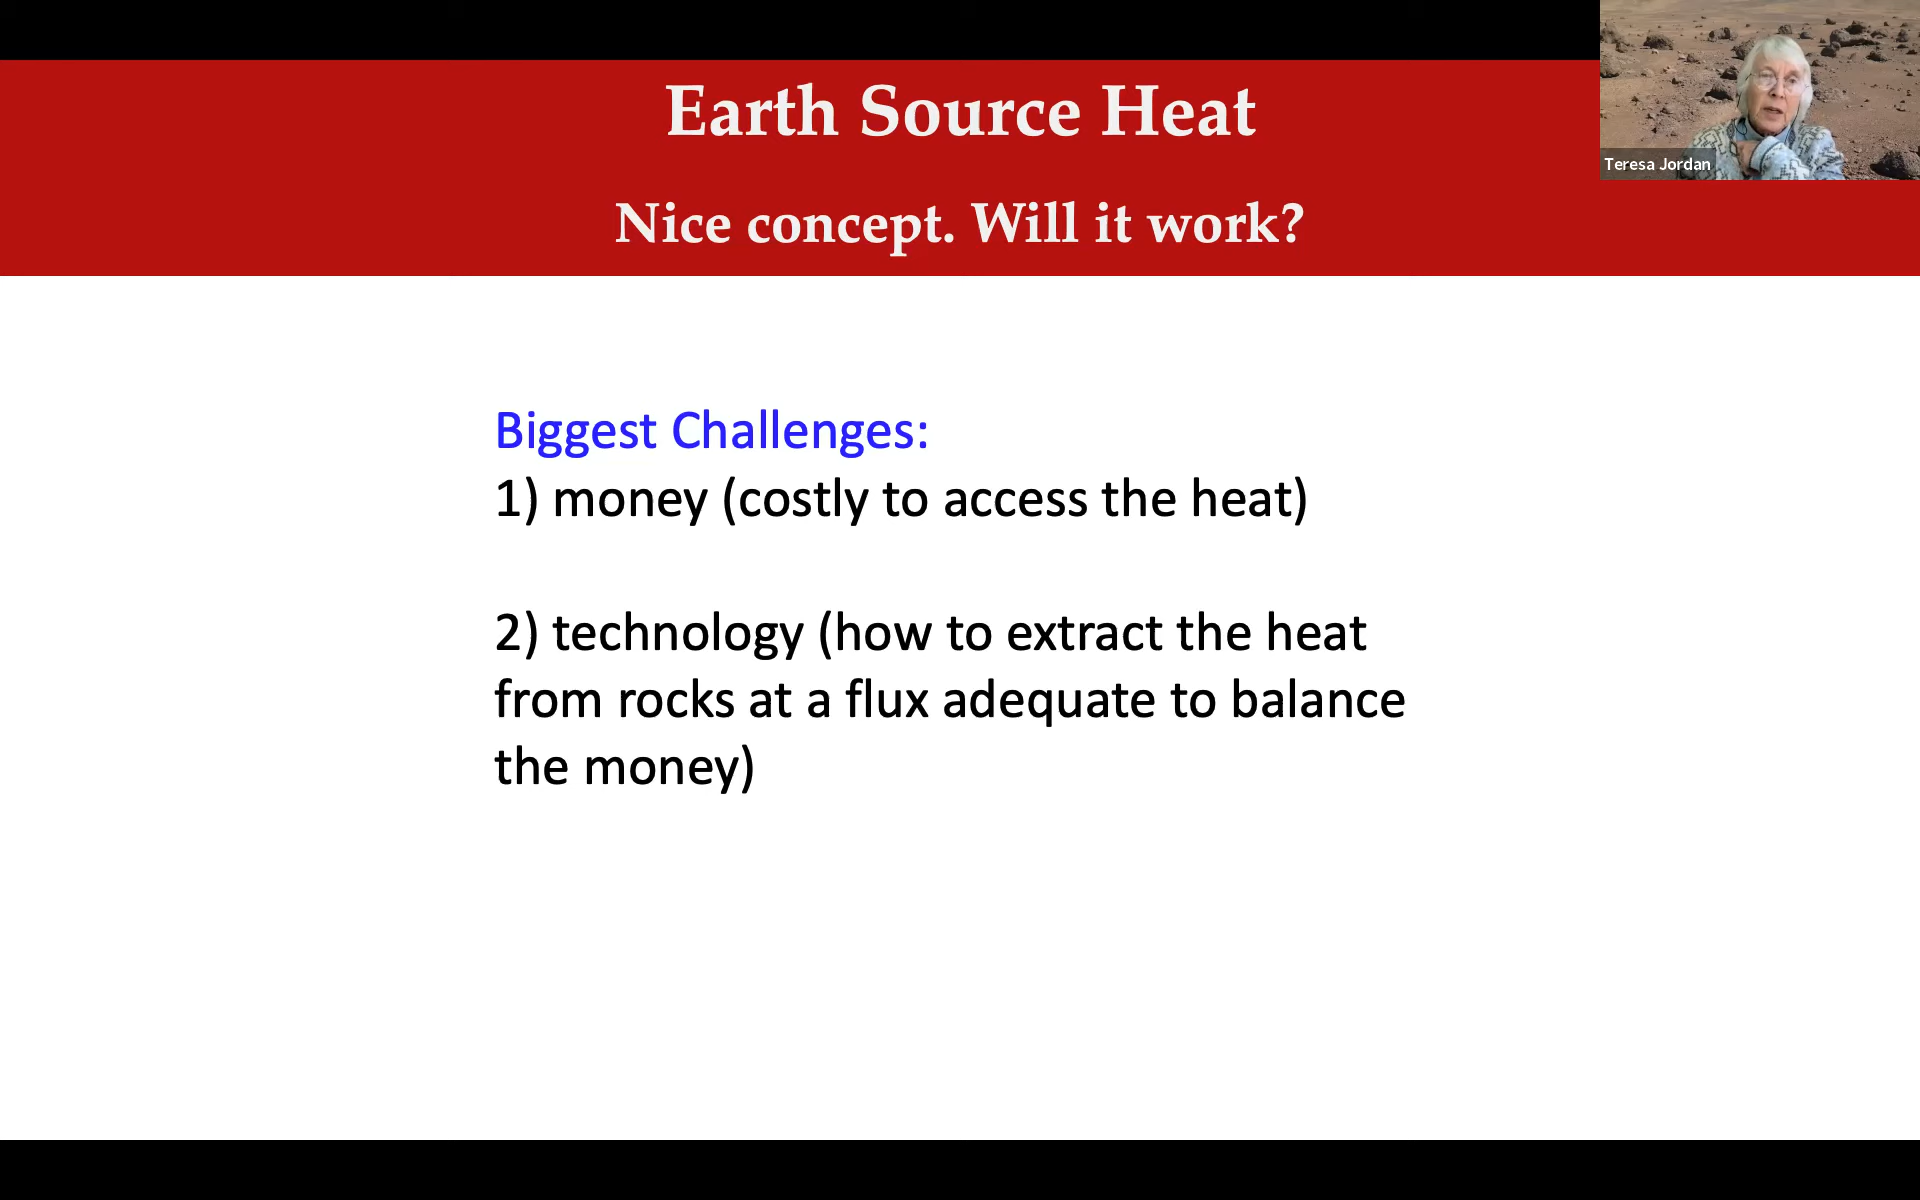 Earth Source Heat
Nice concept. Will it work?
Teresa Jordan
Biggest Challenges:
1) money (costly to access the heat)
2) technology (how to extract the heat
from rocks at a flux adequate to balance
the money)